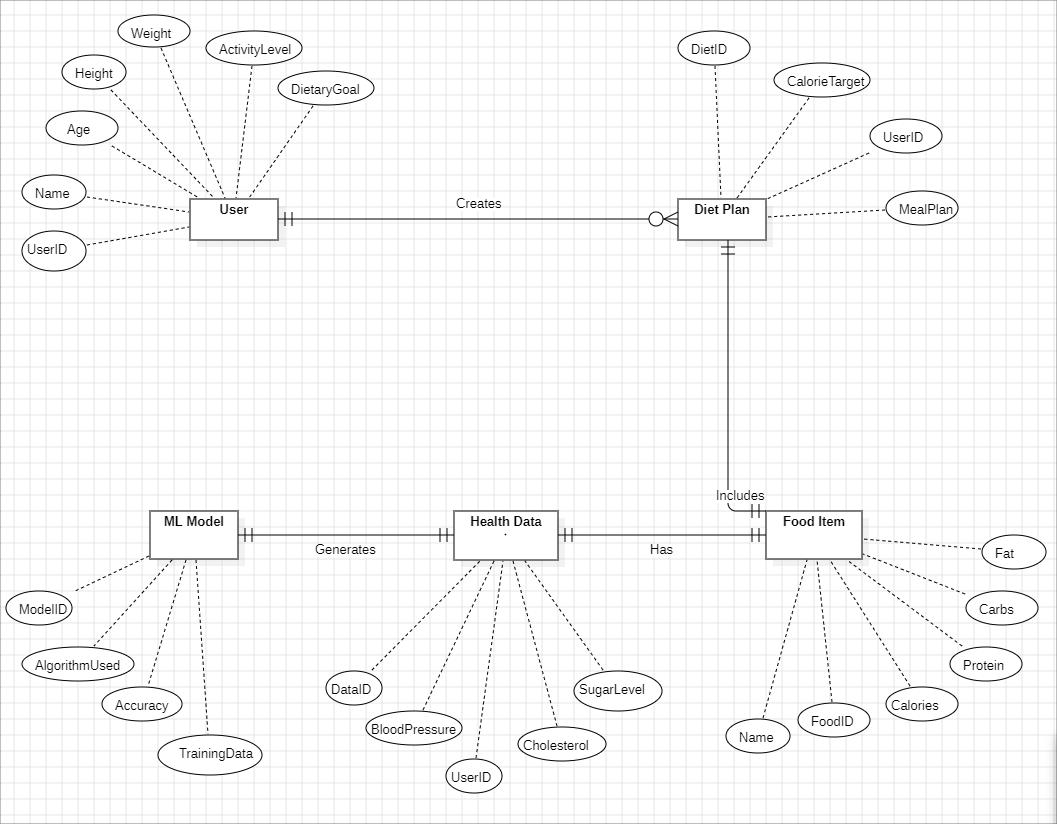 Weight
ActivityLevel
DietID
Height
CalorieTarget
DietaryGoal
Age
UserID
Name
MealPlan
User
Creates
Diet Plan
UserID
Includes
ML Model
Health Data
Food Item
Generates
Has
Fat
ModelID
Carbs
AlgorithmUsed
Protein
DataID
SugarLevel
Accuracy
Calories
FoodID
BloodPressure
Name
Cholesterol
TrainingData
UserID